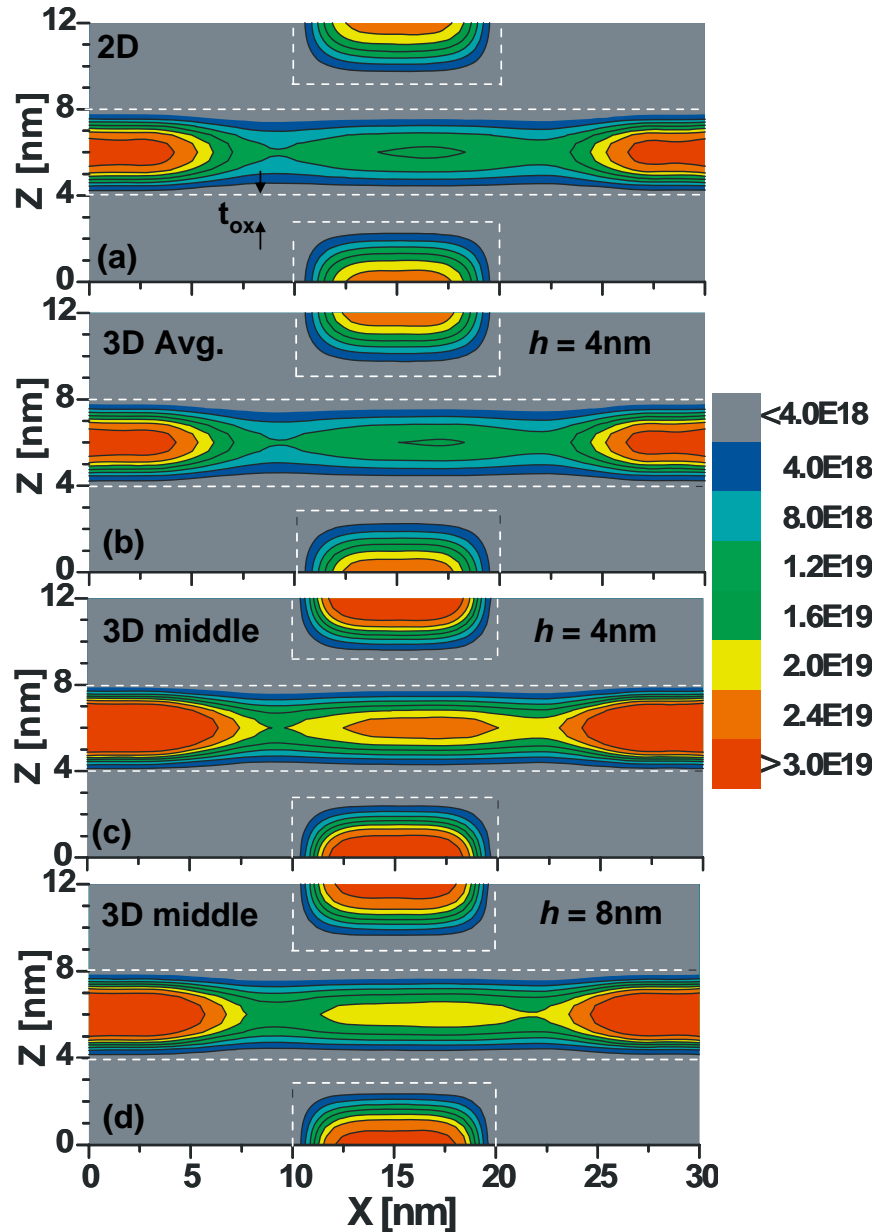 12
2D
8
Z [nm]
4
tox
(a)
0
12
3D Avg.
h = 4nm
8
Z [nm]
4
(b)
0
12
3D middle
h = 4nm
8
Z [nm]
4
(c)
0
12
3D middle
h = 8nm
8
Z [nm]
4
(d)
0
0 5 10 15 20 25 30
X [nm]
<4.0E18
4.0E18
8.0E18
1.2E19
1.6E19
2.0E19
2.4E19
>3.0E19